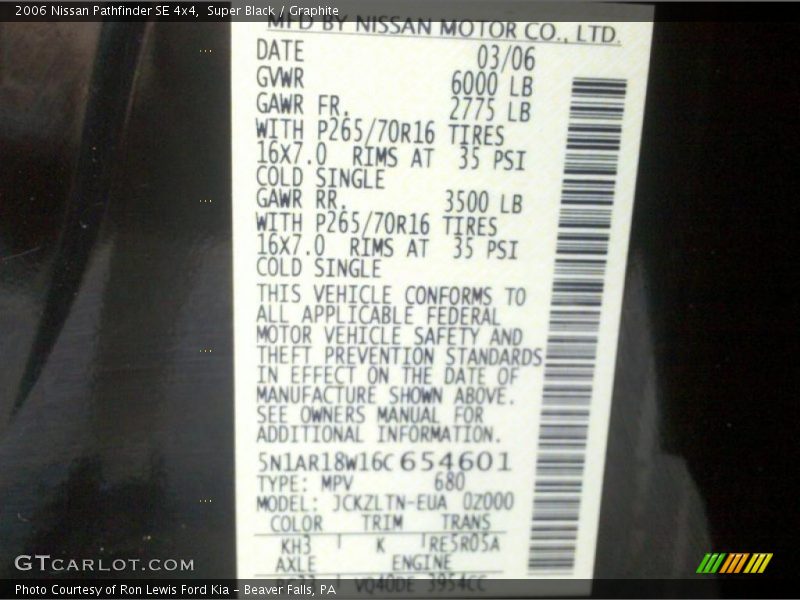 2006 Nissan Pathfinder SE 4x4,  Super Black / Graphite
MFD BY NISSAN MOTOR CO., LTD.
DATE 03/06
GVWR 6000 LB
GAWR FR. 2775 LB
WITH P265/70R16 TIRES
16X7.0 RIMS AT 35 PSI
COLD SINGLE
GAWR RR. 3500 LB
WITH P265/70R16 TIRES
16X7.0 RIMS AT 35 PSI
COLD SINGLE
THIS VEHICLE CONFORMS TO
ALL APPLICABLE FEDERAL
MOTOR VEHICLE SAFETY AND
THEFT PREVENTION STANDARDS
IN EFFECT ON THE DATE OF
MANUFACTURE SHOWN ABOVE.
SEE OWNERS MANUAL FOR
ADDITIONAL INFORMATION.
5N1AR18W16C654601
TYPE: MPV 680
MODEL: JCKZLTN-EUA 0Z000
COLOR TRIM TRANS
KH3 K RE5R05A
AXLE ENGINE
VQ40DE 3954CC
GTcarlot.com
Photo Courtesy of Ron Lewis Ford Kia – Beaver Falls, PA